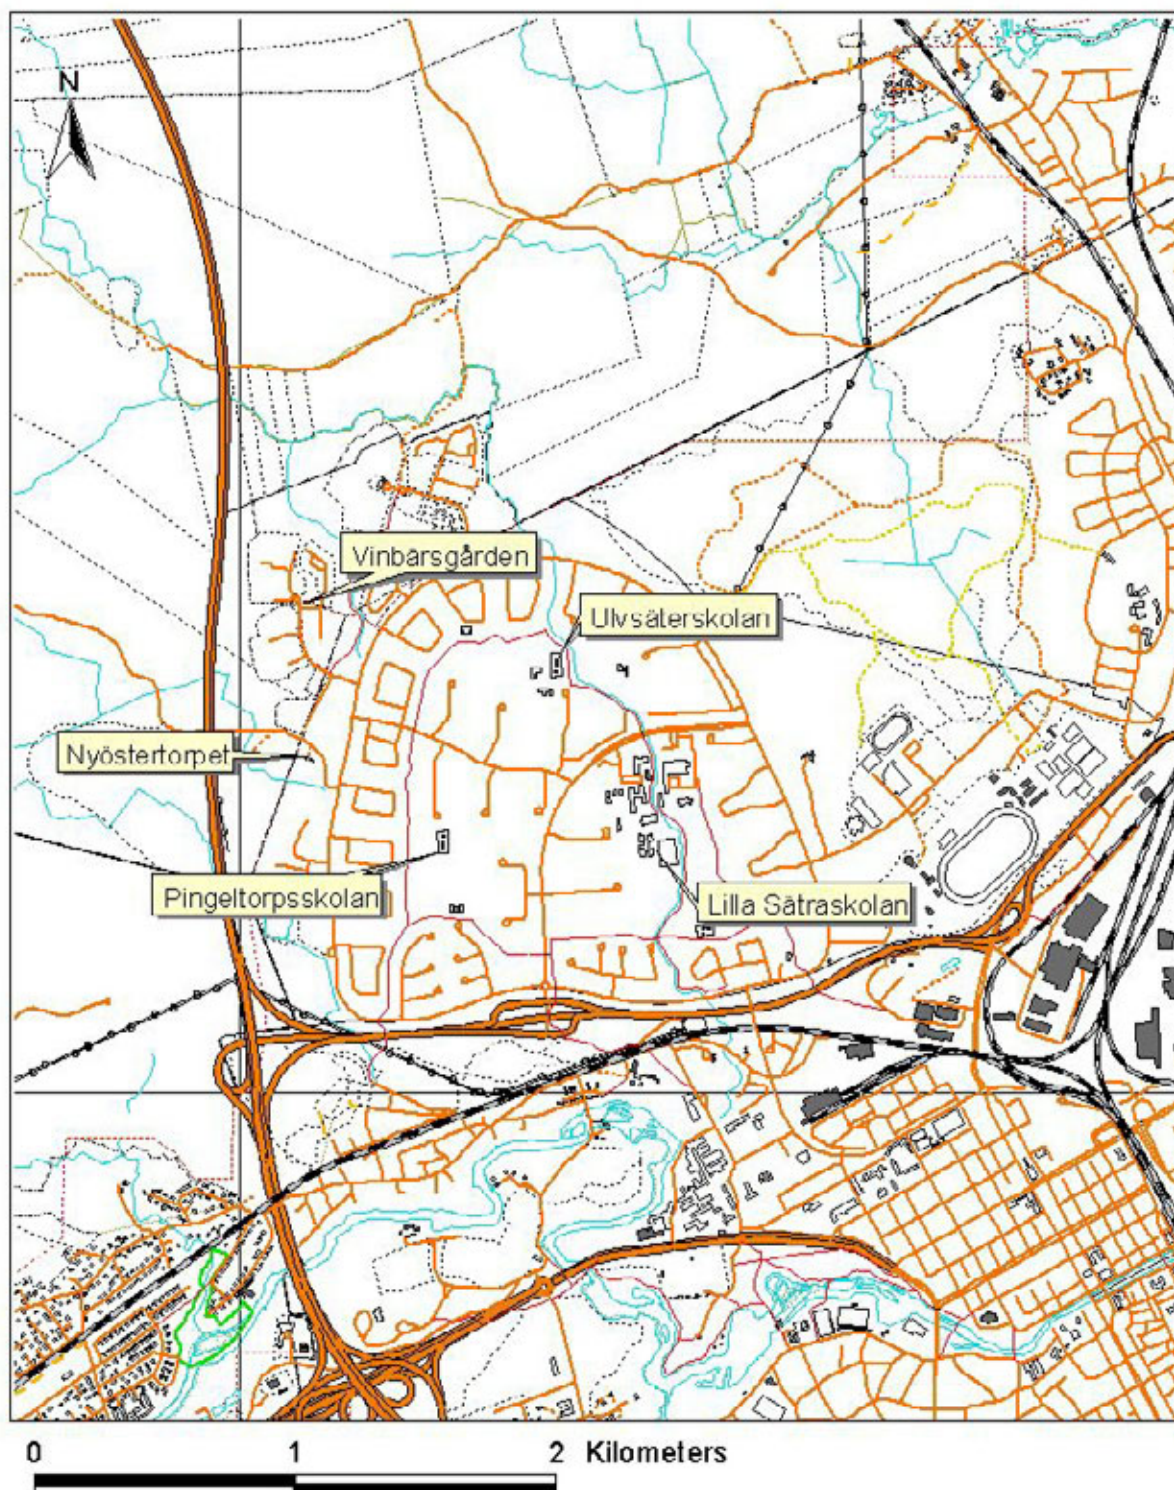 N
Vinbärsgården
Ulvsäterskolan
Nyöstertorpet
Pingeltorpsskolan
Lilla Sätraskolan
0 1 2 Kilometers